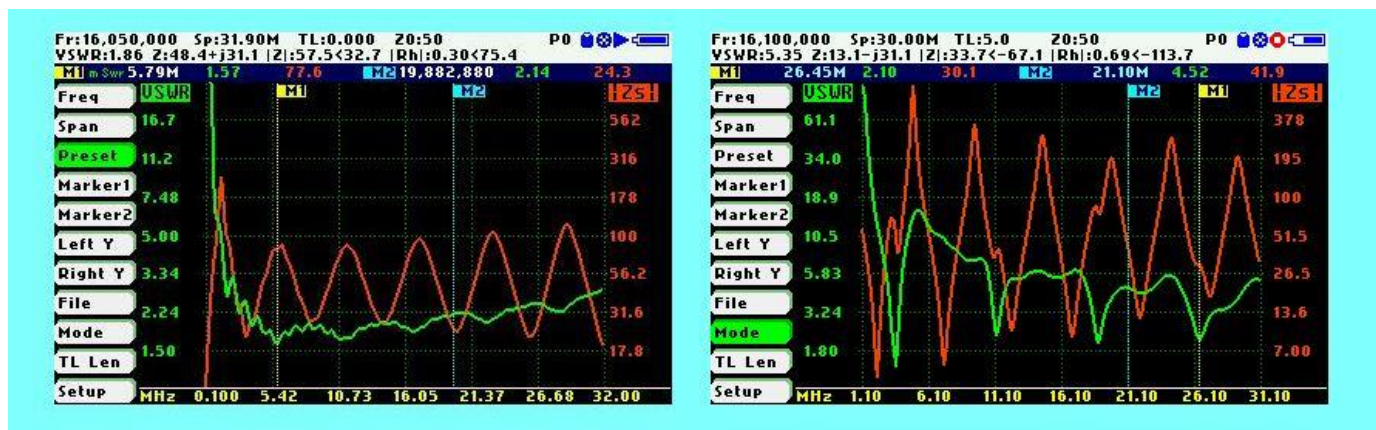 Fr:16,050,000 Sp:31.90M TL:0.000 Z0:50 P0
VSWR:1.86 Z:48.4+j31.1 |Z|:57.5<32.7 |Rh|:0.30<75.4
M1 m Swr 5.79M 1.57 77.6 M2 19,882,880 2.14 24.3
Freq VSWR M1 M2 |Zs|
Span 16.7 562
Preset 11.2 316
Marker1 7.48 178
Marker2
Left Y 5.00 100
Right Y 3.34 56.2
File 2.24 31.6
Mode
TL Len 1.50 17.8
Setup MHz 0.100 5.42 10.73 16.05 21.37 26.68 32.00
Fr:16,100,000 Sp:30.00M TL:5.0 Z0:50 P0
VSWR:5.35 Z:13.1-j31.1 |Z|:33.7<-67.1 |Rh|:0.69<-113.7
M1 26.45M 2.10 30.1 M2 21.10M 4.52 41.9
Freq VSWR M2 M1 |Zs|
Span 61.1 378
Preset 34.0 195
Marker1 18.9 100
Marker2
Left Y 10.5 51.5
Right Y 5.83 26.5
File 3.24 13.6
Mode
TL Len 1.80 7.00
Setup MHz 1.10 6.10 11.10 16.10 21.10 26.10 31.10